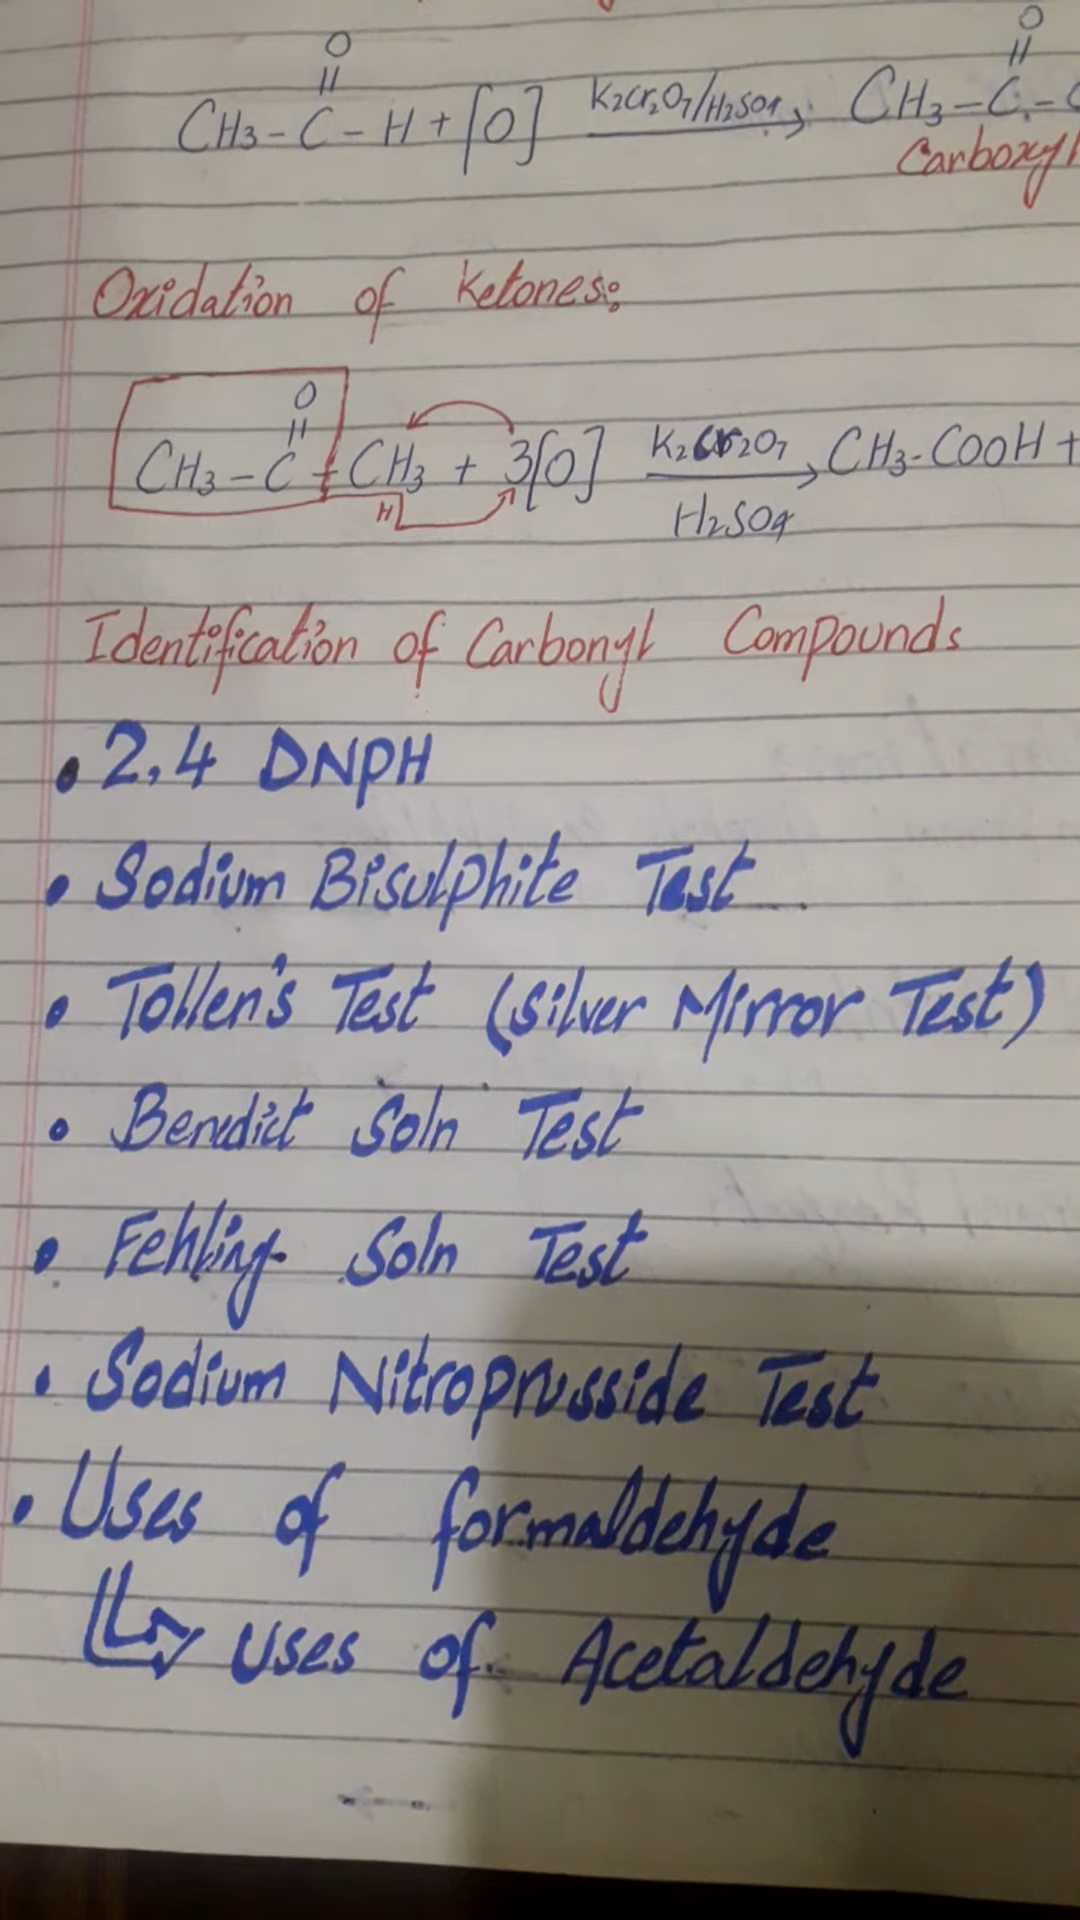 O
||
O
||
CH3-C-H + [O] K2Cr2O7/H2SO4 CH3-C-
Carboxyl
Oxidation of Ketones:
O
||
CH3-C-CH3 + 3[O] K2Cr2O7 CH3-COOH +
H
H2SO4
Identification of Carbonyl Compounds
• 2,4 DNPH
• Sodium Bisulphite Test
• Tollen's Test (Silver Mirror Test)
• Benedict Soln Test
• Fehling Soln Test
• Sodium Nitroprusside Test
• Uses of formaldehyde
Uses of Acetaldehyde